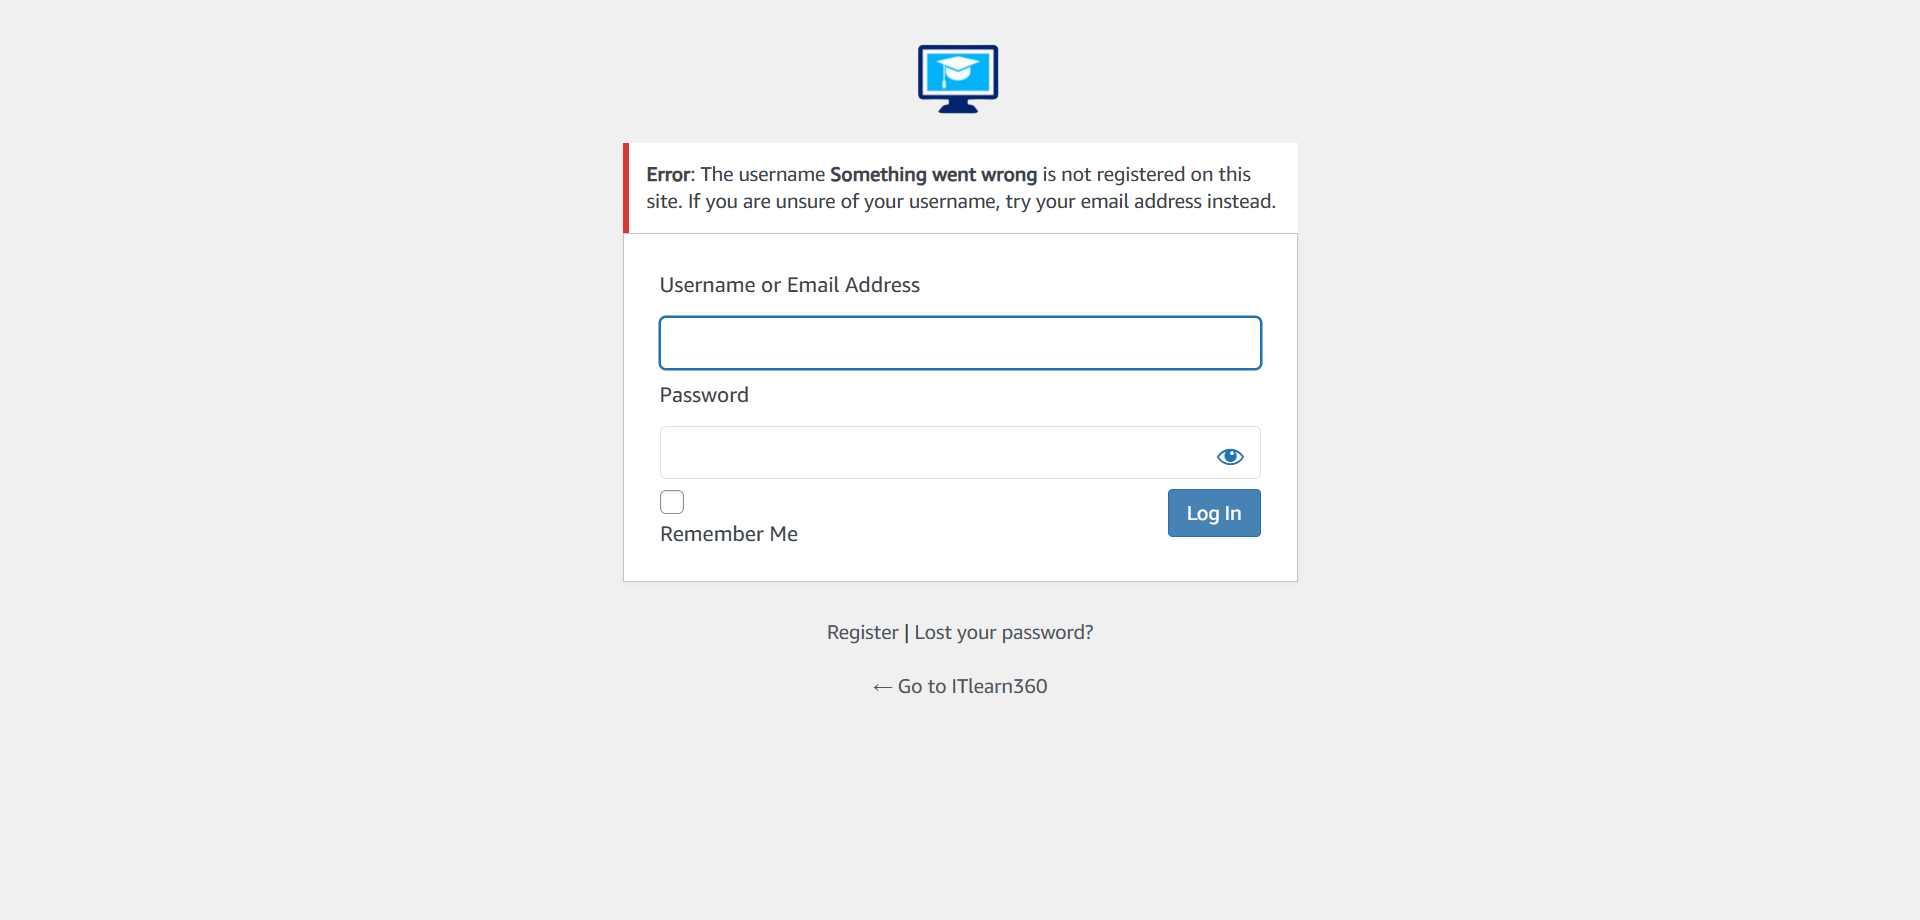 Error: The username Something went wrong is not registered on this
site. If you are unsure of your username, try your email address instead.
Username or Email Address
Password
Remember Me
Log In
Register | Lost your password?
← Go to ITlearn360